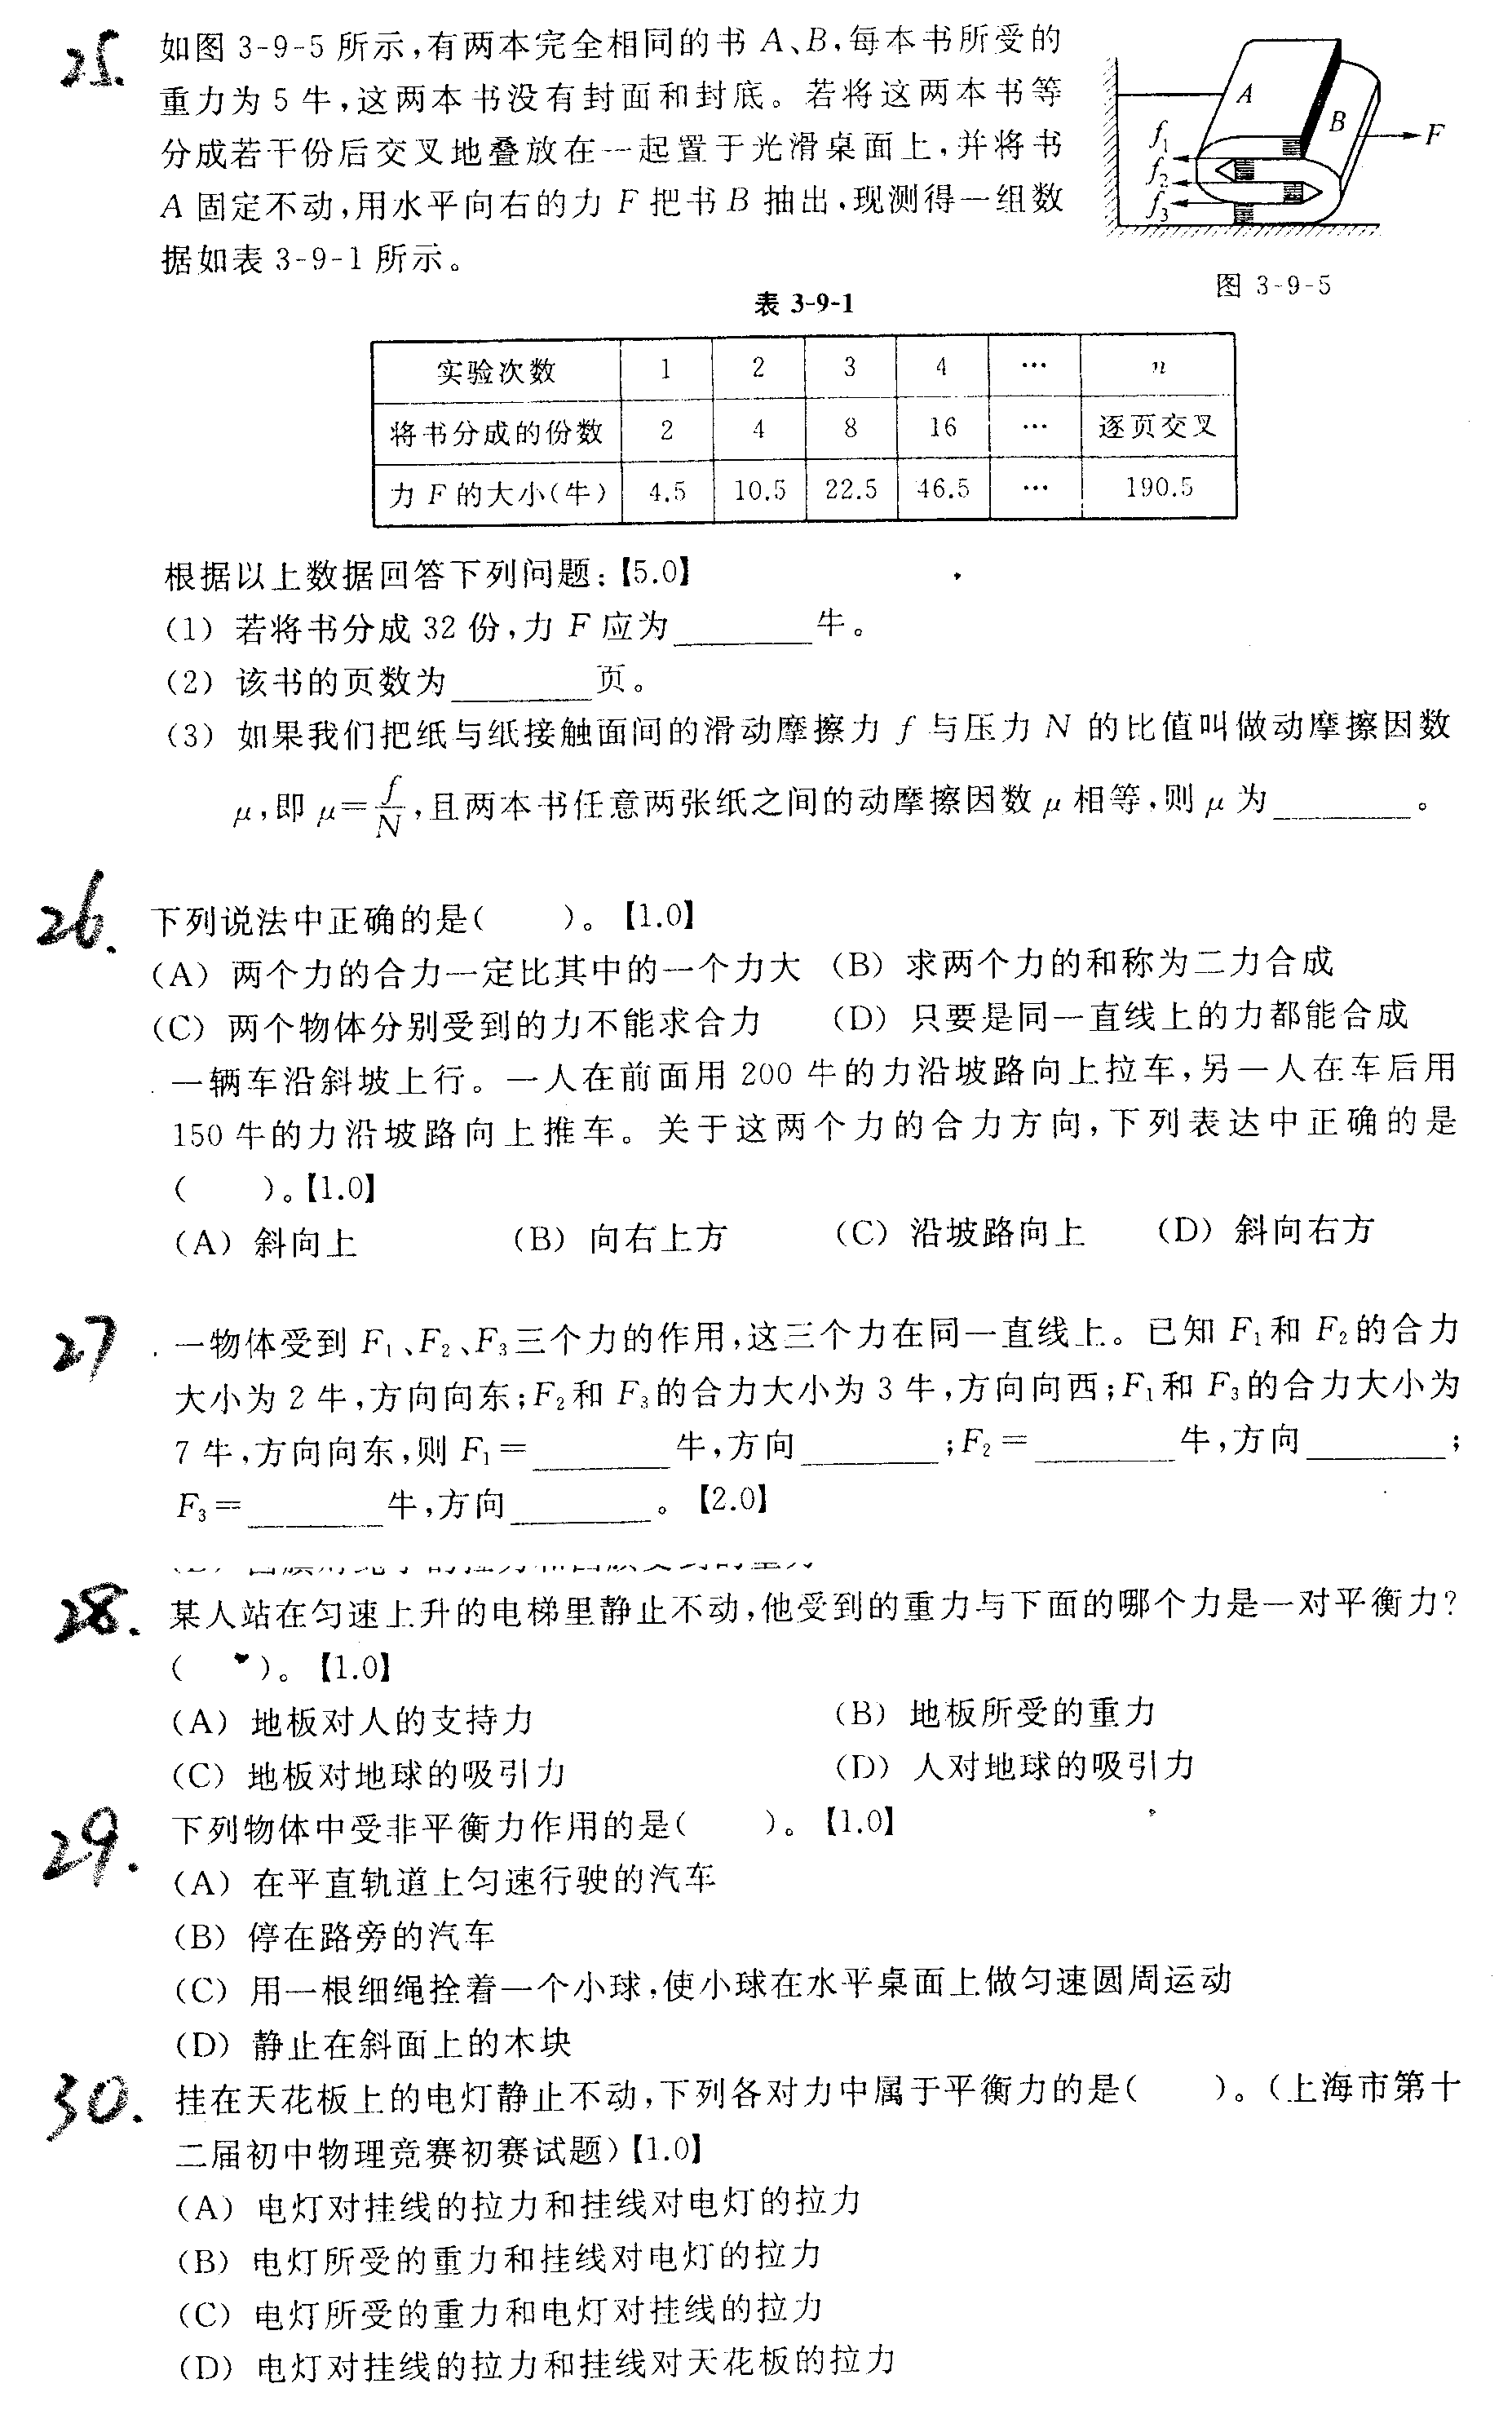 25. 如图 3-9-5 所示,有两本完全相同的书 A、B,每本书所受的
重力为 5 牛,这两本书没有封面和封底。若将这两本书等
分成若干份后交叉地叠放在一起置于光滑桌面上,并将书
A 固定不动,用水平向右的力 F 把书 B 抽出,现测得一组数
据如表 3-9-1 所示。
A
B
F
f₁
f₂
f₃
图 3-9-5
表 3-9-1
实验次数 1 2 3 4 … n
将书分成的份数 2 4 8 16 … 逐页交叉
力 F 的大小(牛) 4.5 10.5 22.5 46.5 … 190.5
根据以上数据回答下列问题:【5.0】
(1) 若将书分成 32 份,力 F 应为________牛。
(2) 该书的页数为________页。
(3) 如果我们把纸与纸接触面间的滑动摩擦力 f 与压力 N 的比值叫做动摩擦因数
μ,即 μ=f/N,且两本书任意两张纸之间的动摩擦因数 μ 相等,则 μ 为________。
26. 下列说法中正确的是( )。【1.0】
(A) 两个力的合力一定比其中的一个力大 (B) 求两个力的和称为二力合成
(C) 两个物体分别受到的力不能求合力 (D) 只要是同一直线上的力都能合成
一辆车沿斜坡上行。一人在前面用 200 牛的力沿坡路向上拉车,另一人在车后用
150 牛的力沿坡路向上推车。关于这两个力的合力方向,下列表达中正确的是
( )。【1.0】
(A) 斜向上 (B) 向右上方 (C) 沿坡路向上 (D) 斜向右方
27. 一物体受到 F₁、F₂、F₃三个力的作用,这三个力在同一直线上。已知 F₁和 F₂的合力
大小为 2 牛,方向向东;F₂和 F₃的合力大小为 3 牛,方向向西;F₁和 F₃的合力大小为
7 牛,方向向东,则 F₁=________牛,方向________;F₂=________牛,方向________;
F₃=________牛,方向________。【2.0】
28. 某人站在匀速上升的电梯里静止不动,他受到的重力与下面的哪个力是一对平衡力?
( )。【1.0】
(A) 地板对人的支持力 (B) 地板所受的重力
(C) 地板对地球的吸引力 (D) 人对地球的吸引力
29. 下列物体中受非平衡力作用的是( )。【1.0】
(A) 在平直轨道上匀速行驶的汽车
(B) 停在路旁的汽车
(C) 用一根细绳拴着一个小球,使小球在水平桌面上做匀速圆周运动
(D) 静止在斜面上的木块
30. 挂在天花板上的电灯静止不动,下列各对力中属于平衡力的是( )。(上海市第十
二届初中物理竞赛初赛试题)【1.0】
(A) 电灯对挂线的拉力和挂线对电灯的拉力
(B) 电灯所受的重力和挂线对电灯的拉力
(C) 电灯所受的重力和电灯对挂线的拉力
(D) 电灯对挂线的拉力和挂线对天花板的拉力